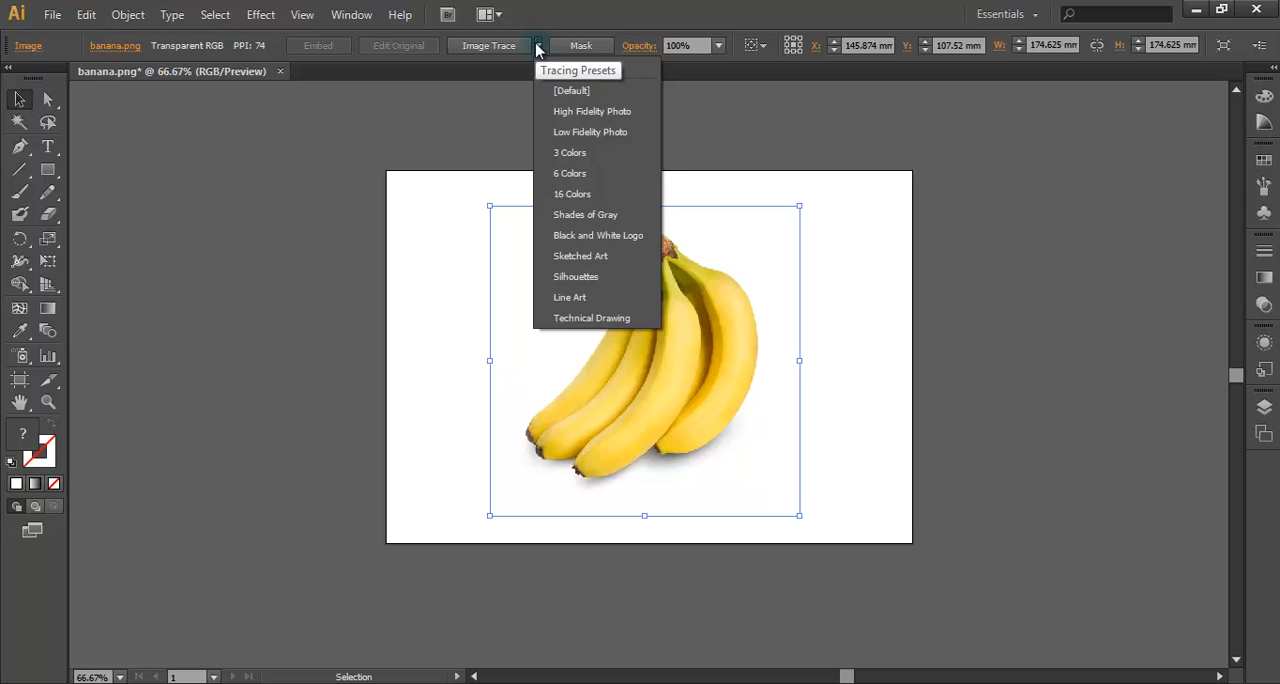 Ai File Edit Object Type Select Effect View Window Help Br Essentials
Image banana.png Transparent RGB PPI: 74 Embed Edit Original Image Trace Mask Opacity: 100% X: 145.874 mm Y: 107.52 mm W: 174.625 mm H: 174.625 mm
banana.png* @ 66.67% (RGB/Preview) ×
Tracing Presets
[Default]
High Fidelity Photo
Low Fidelity Photo
3 Colors
6 Colors
16 Colors
Shades of Gray
Black and White Logo
Sketched Art
Silhouettes
Line Art
Technical Drawing
T
?
66.67% 1 Selection